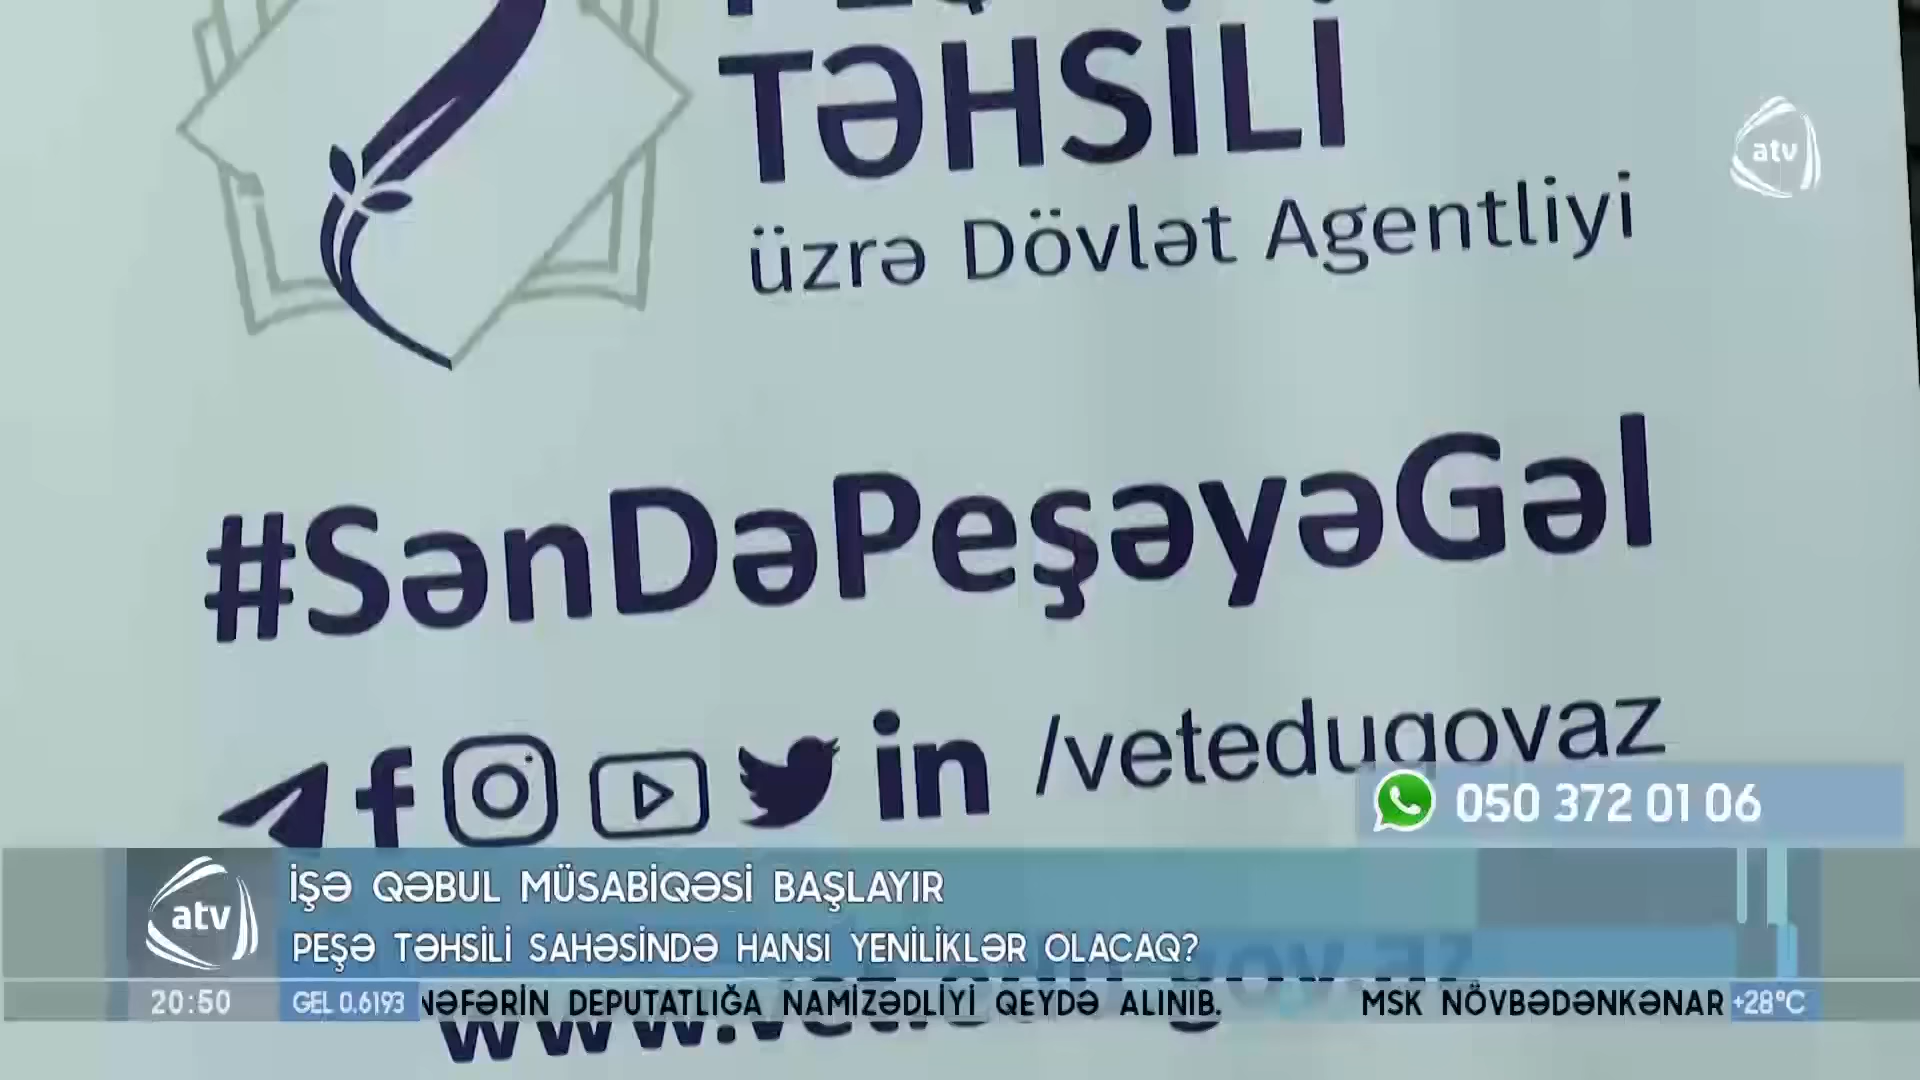 TƏHSİLİ
üzrə Dövlət Agentliyi
atv
#SənDəPeşəyəGəl
in /vetedugovaz
050 372 01 06
atv
İŞƏ QƏBUL MÜSABİQƏSİ BAŞLAYIR
PEŞƏ TƏHSİLİ SAHƏSİNDƏ HANSI YENİLİKLƏR OLACAQ?
20:50 GEL 0.6193 NƏFƏRİN DEPUTATLIĞA NAMİZƏDLİYİ QEYDƏ ALINIB. MSK NÖVBƏDƏNKƏNAR +28°C